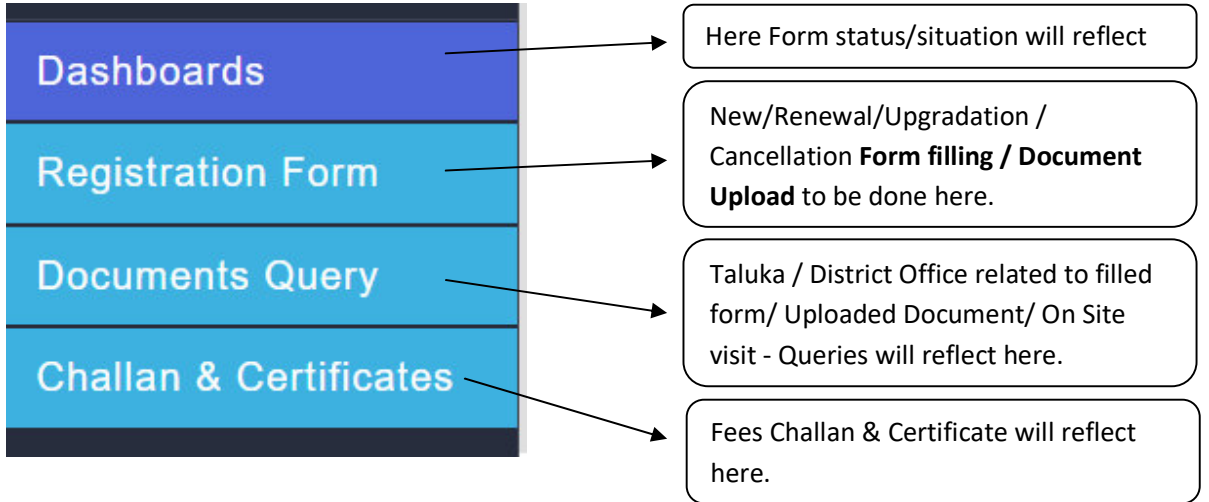 Dashboards
Here Form status/situation will reflect
Registration Form
New/Renewal/Upgradation /
Cancellation Form filling / Document
Upload to be done here.
Documents Query
Taluka / District Office related to filled
form/ Uploaded Document/ On Site
visit - Queries will reflect here.
Challan & Certificates
Fees Challan & Certificate will reflect
here.